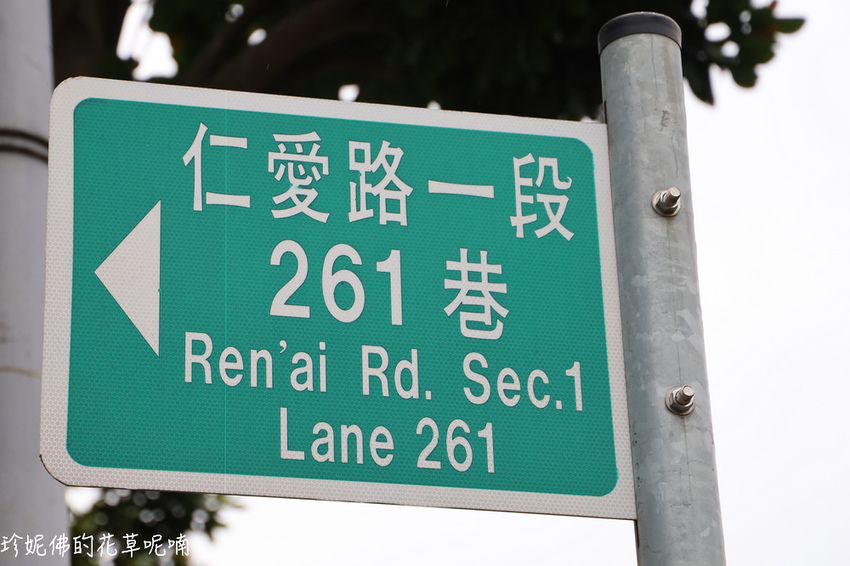 仁愛路一段
261巷
Ren'ai Rd. Sec.1
Lane 261
珍妮佛的花草呢喃